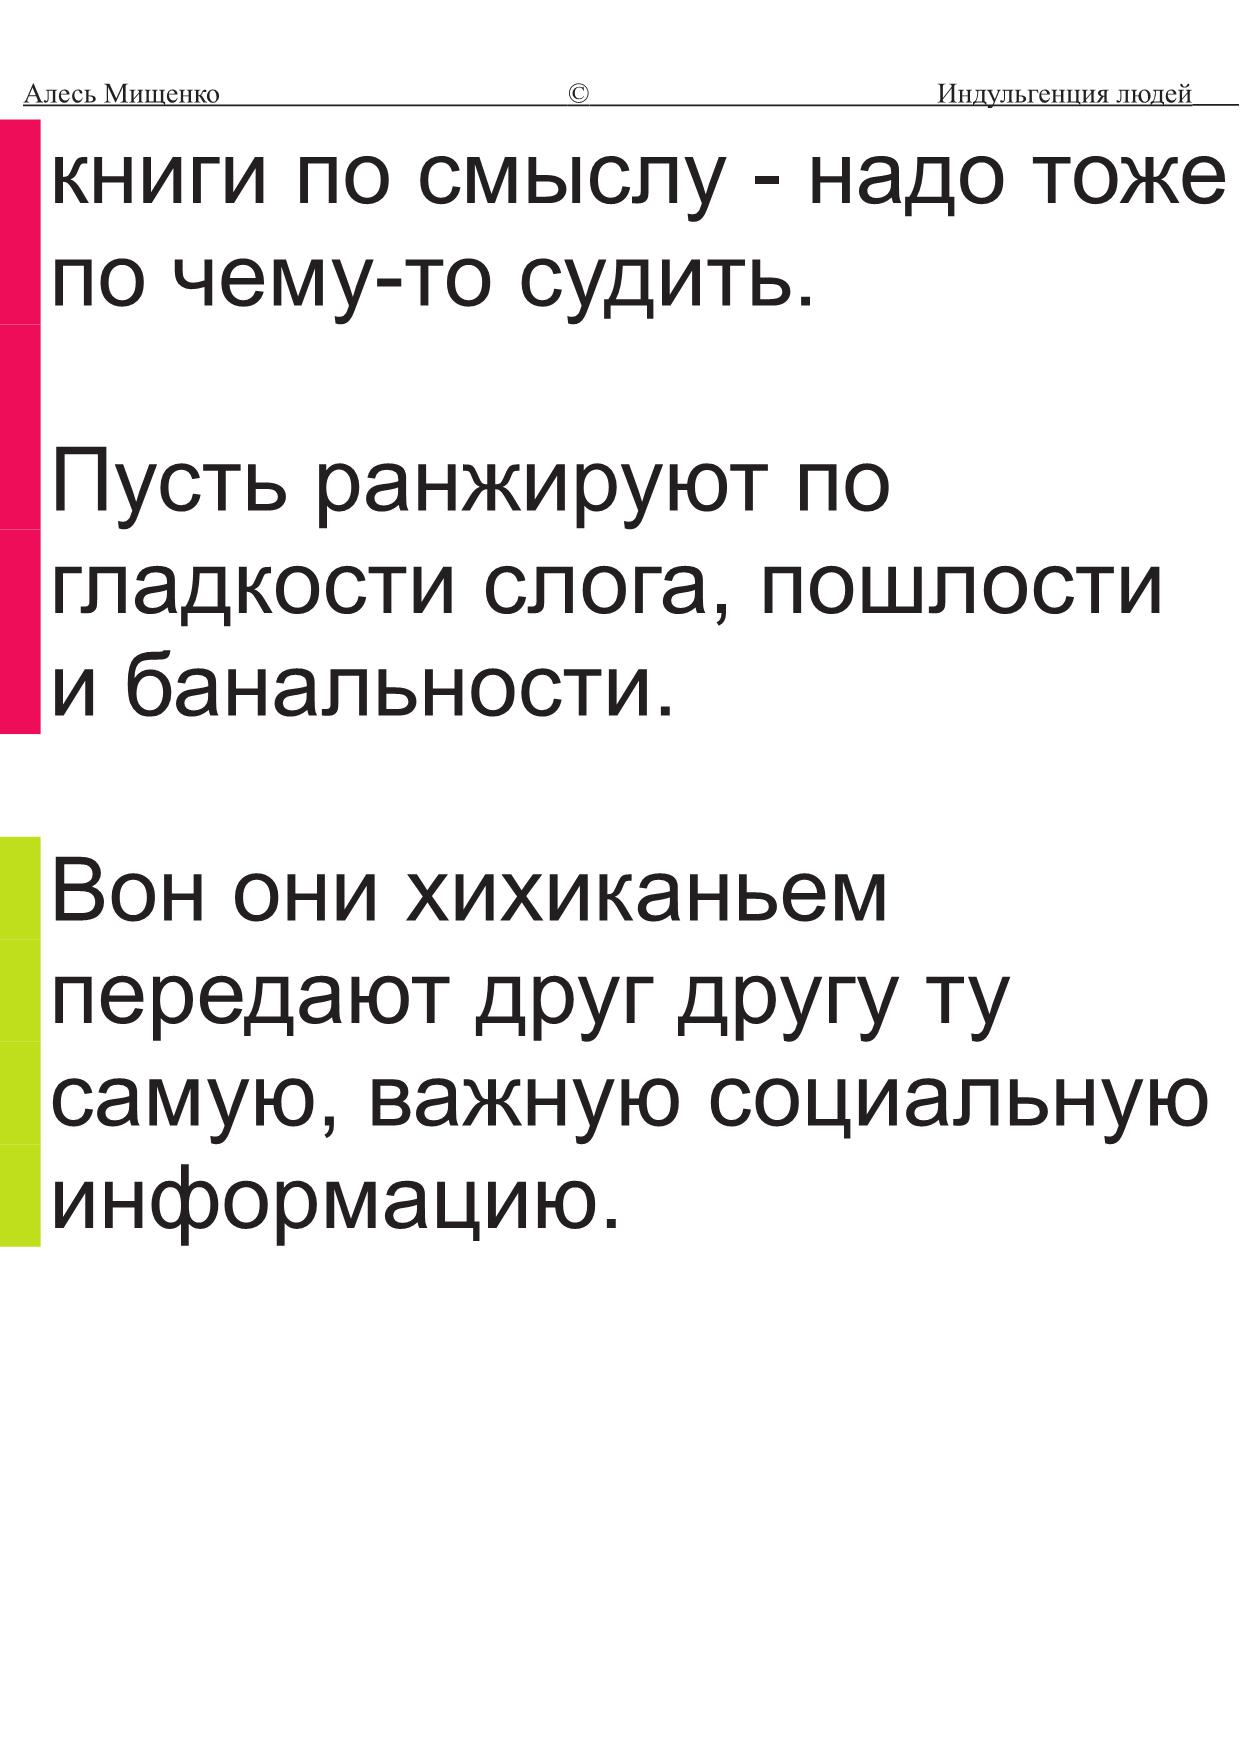 Алесь Мищенко © Индульгенция людей
книги по смыслу - надо тоже
по чему-то судить.
Пусть ранжируют по
гладкости слога, пошлости
и банальности.
Вон они хихиканьем
передают друг другу ту
самую, важную социальную
информацию.